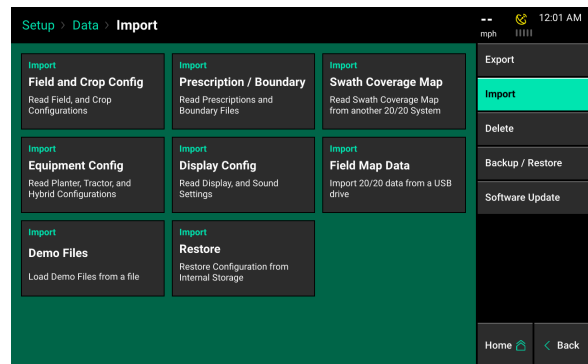 Setup > Data > Import
-- 12:01 AM
mph
Import
Field and Crop Config
Read Field, and Crop
Configurations
Import
Prescription / Boundary
Read Prescriptions and
Boundary Files
Import
Swath Coverage Map
Read Swath Coverage Map
from another 20/20 System
Import
Equipment Config
Read Planter, Tractor, and
Hybrid Configurations
Import
Display Config
Read Display, and Sound
Settings
Import
Field Map Data
Import 20/20 data from a USB
drive
Import
Demo Files
Load Demo Files from a file
Import
Restore
Restore Configuration from
Internal Storage
Export
Import
Delete
Backup / Restore
Software Update
Home
< Back